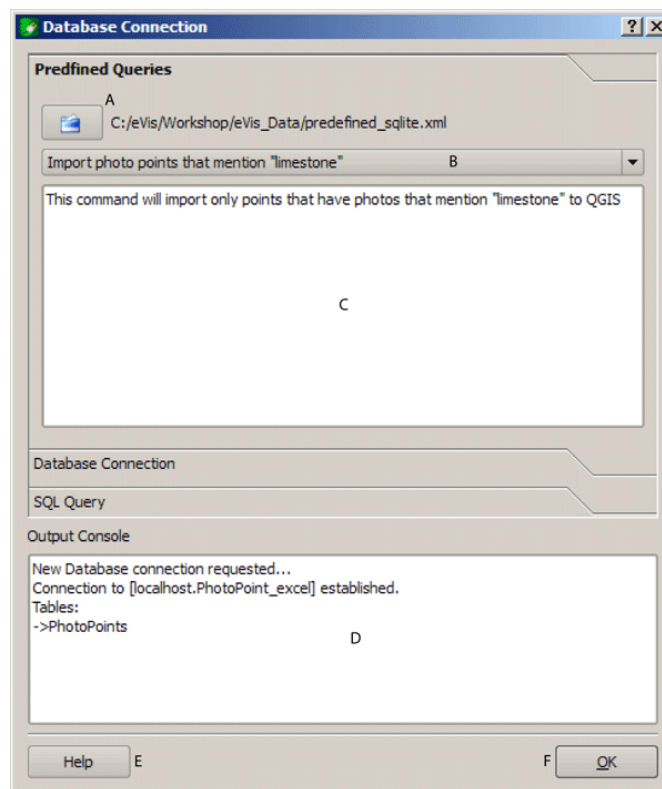 Database Connection
Predfined Queries
A
C:/eVis/Workshop/eVis_Data/predefined_sqlite.xml
Import photo points that mention "limestone" B
This command will import only points that have photos that mention "limestone" to QGIS
C
Database Connection
SQL Query
Output Console
New Database connection requested...
Connection to [localhost.PhotoPoint_excel] established.
Tables:
->PhotoPoints
D
Help E F OK